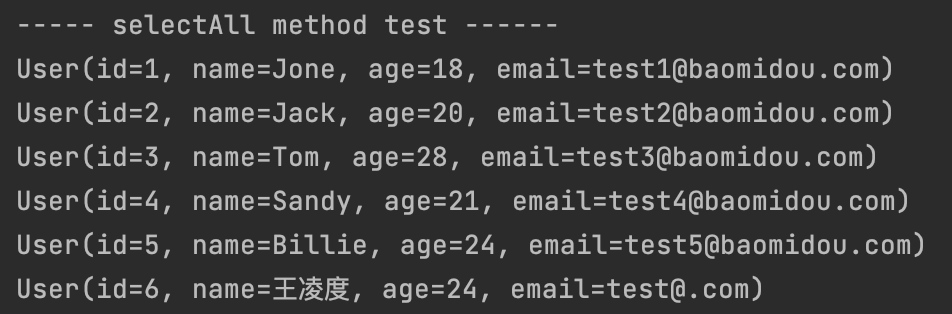 ----- selectAll method test ------
User(id=1, name=Jone, age=18, email=test1@baomidou.com)
User(id=2, name=Jack, age=20, email=test2@baomidou.com)
User(id=3, name=Tom, age=28, email=test3@baomidou.com)
User(id=4, name=Sandy, age=21, email=test4@baomidou.com)
User(id=5, name=Billie, age=24, email=test5@baomidou.com)
User(id=6, name=王凌度, age=24, email=test@.com)